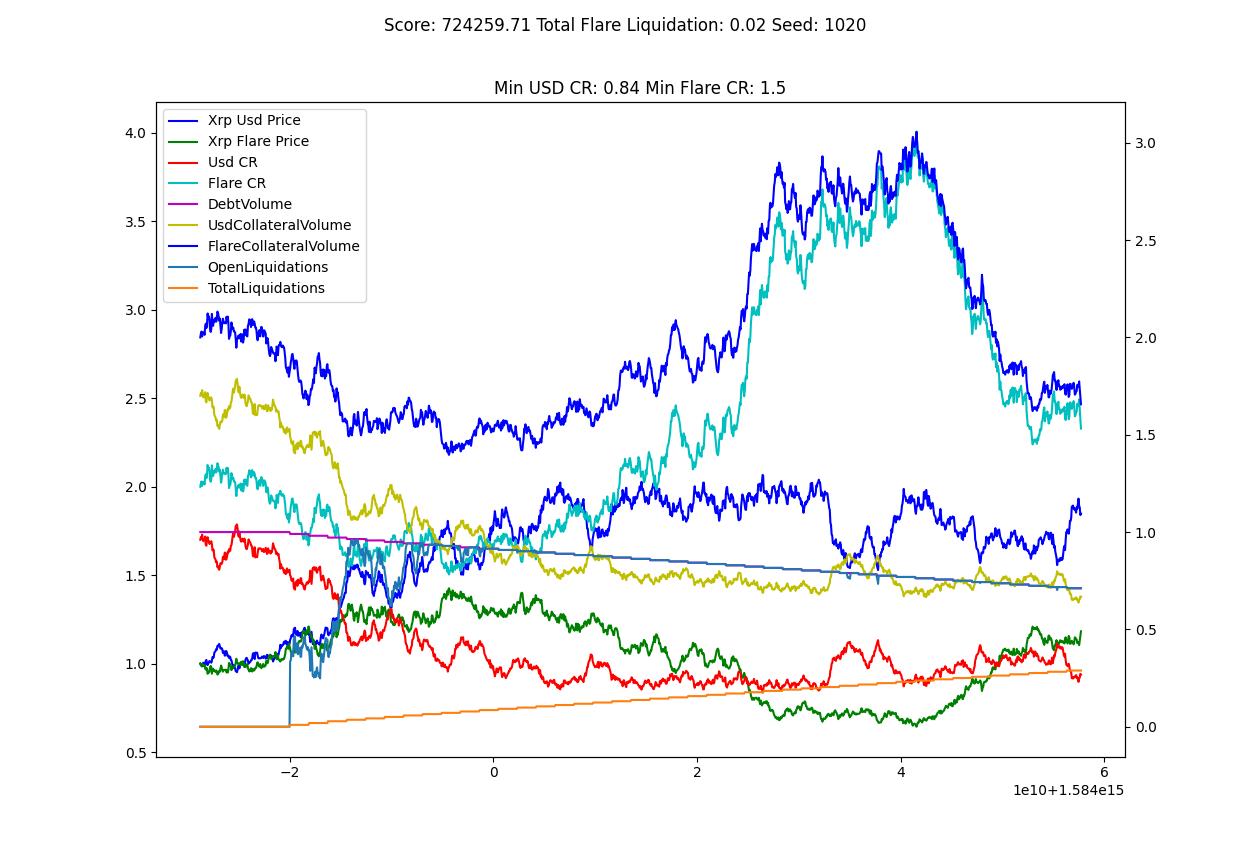 Score: 724259.71 Total Flare Liquidation: 0.02 Seed: 1020
Min USD CR: 0.84 Min Flare CR: 1.5
Xrp Usd Price
Xrp Flare Price
Usd CR
Flare CR
DebtVolume
UsdCollateralVolume
FlareCollateralVolume
OpenLiquidations
TotalLiquidations
4.0
3.5
3.0
2.5
2.0
1.5
1.0
0.5
3.0
2.5
2.0
1.5
1.0
0.5
0.0
−2
0
2
4
6
1e10+1.584e15